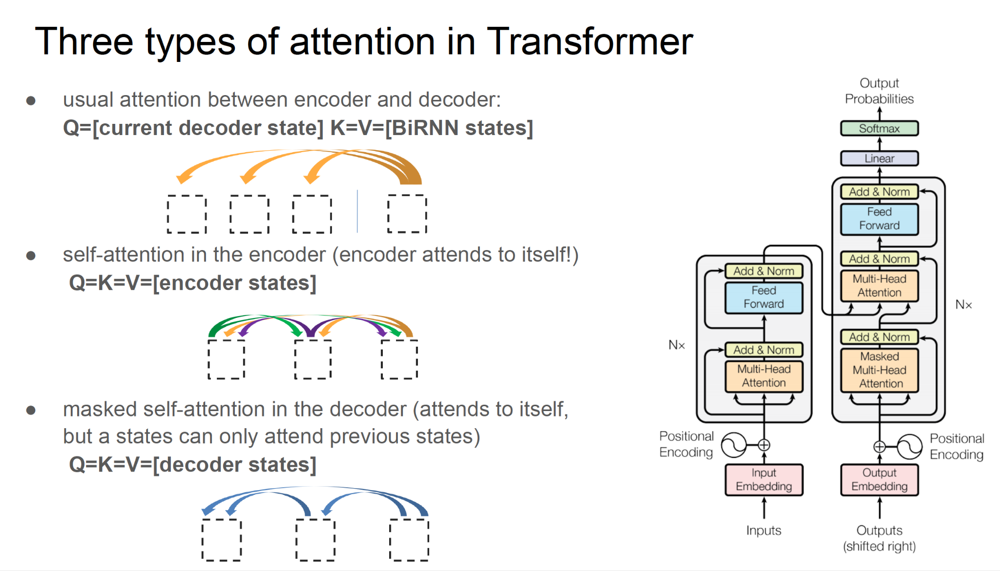 Three types of attention in Transformer
● usual attention between encoder and decoder:
Q=[current decoder state] K=V=[BiRNN states]
● self-attention in the encoder (encoder attends to itself!)
Q=K=V=[encoder states]
● masked self-attention in the decoder (attends to itself,
but a states can only attend previous states)
Q=K=V=[decoder states]
Output
Probabilities
Softmax
Linear
Add & Norm
Feed
Forward
Add & Norm
Multi-Head
Attention
N×
Add & Norm
Masked
Multi-Head
Attention
Positional
Encoding
Output
Embedding
Outputs
(shifted right)
Add & Norm
Feed
Forward
N×
Add & Norm
Multi-Head
Attention
Positional
Encoding
Input
Embedding
Inputs